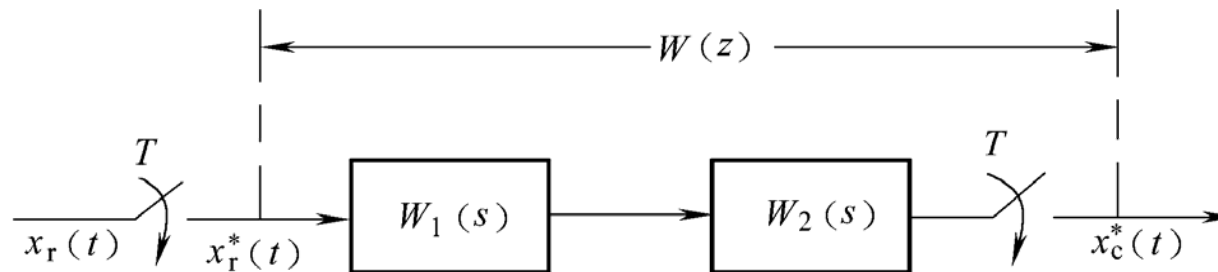 W(z)
T
T
W₁(s)
W₂(s)
xᵣ(t)
xᵣ*(t)
x꜀*(t)